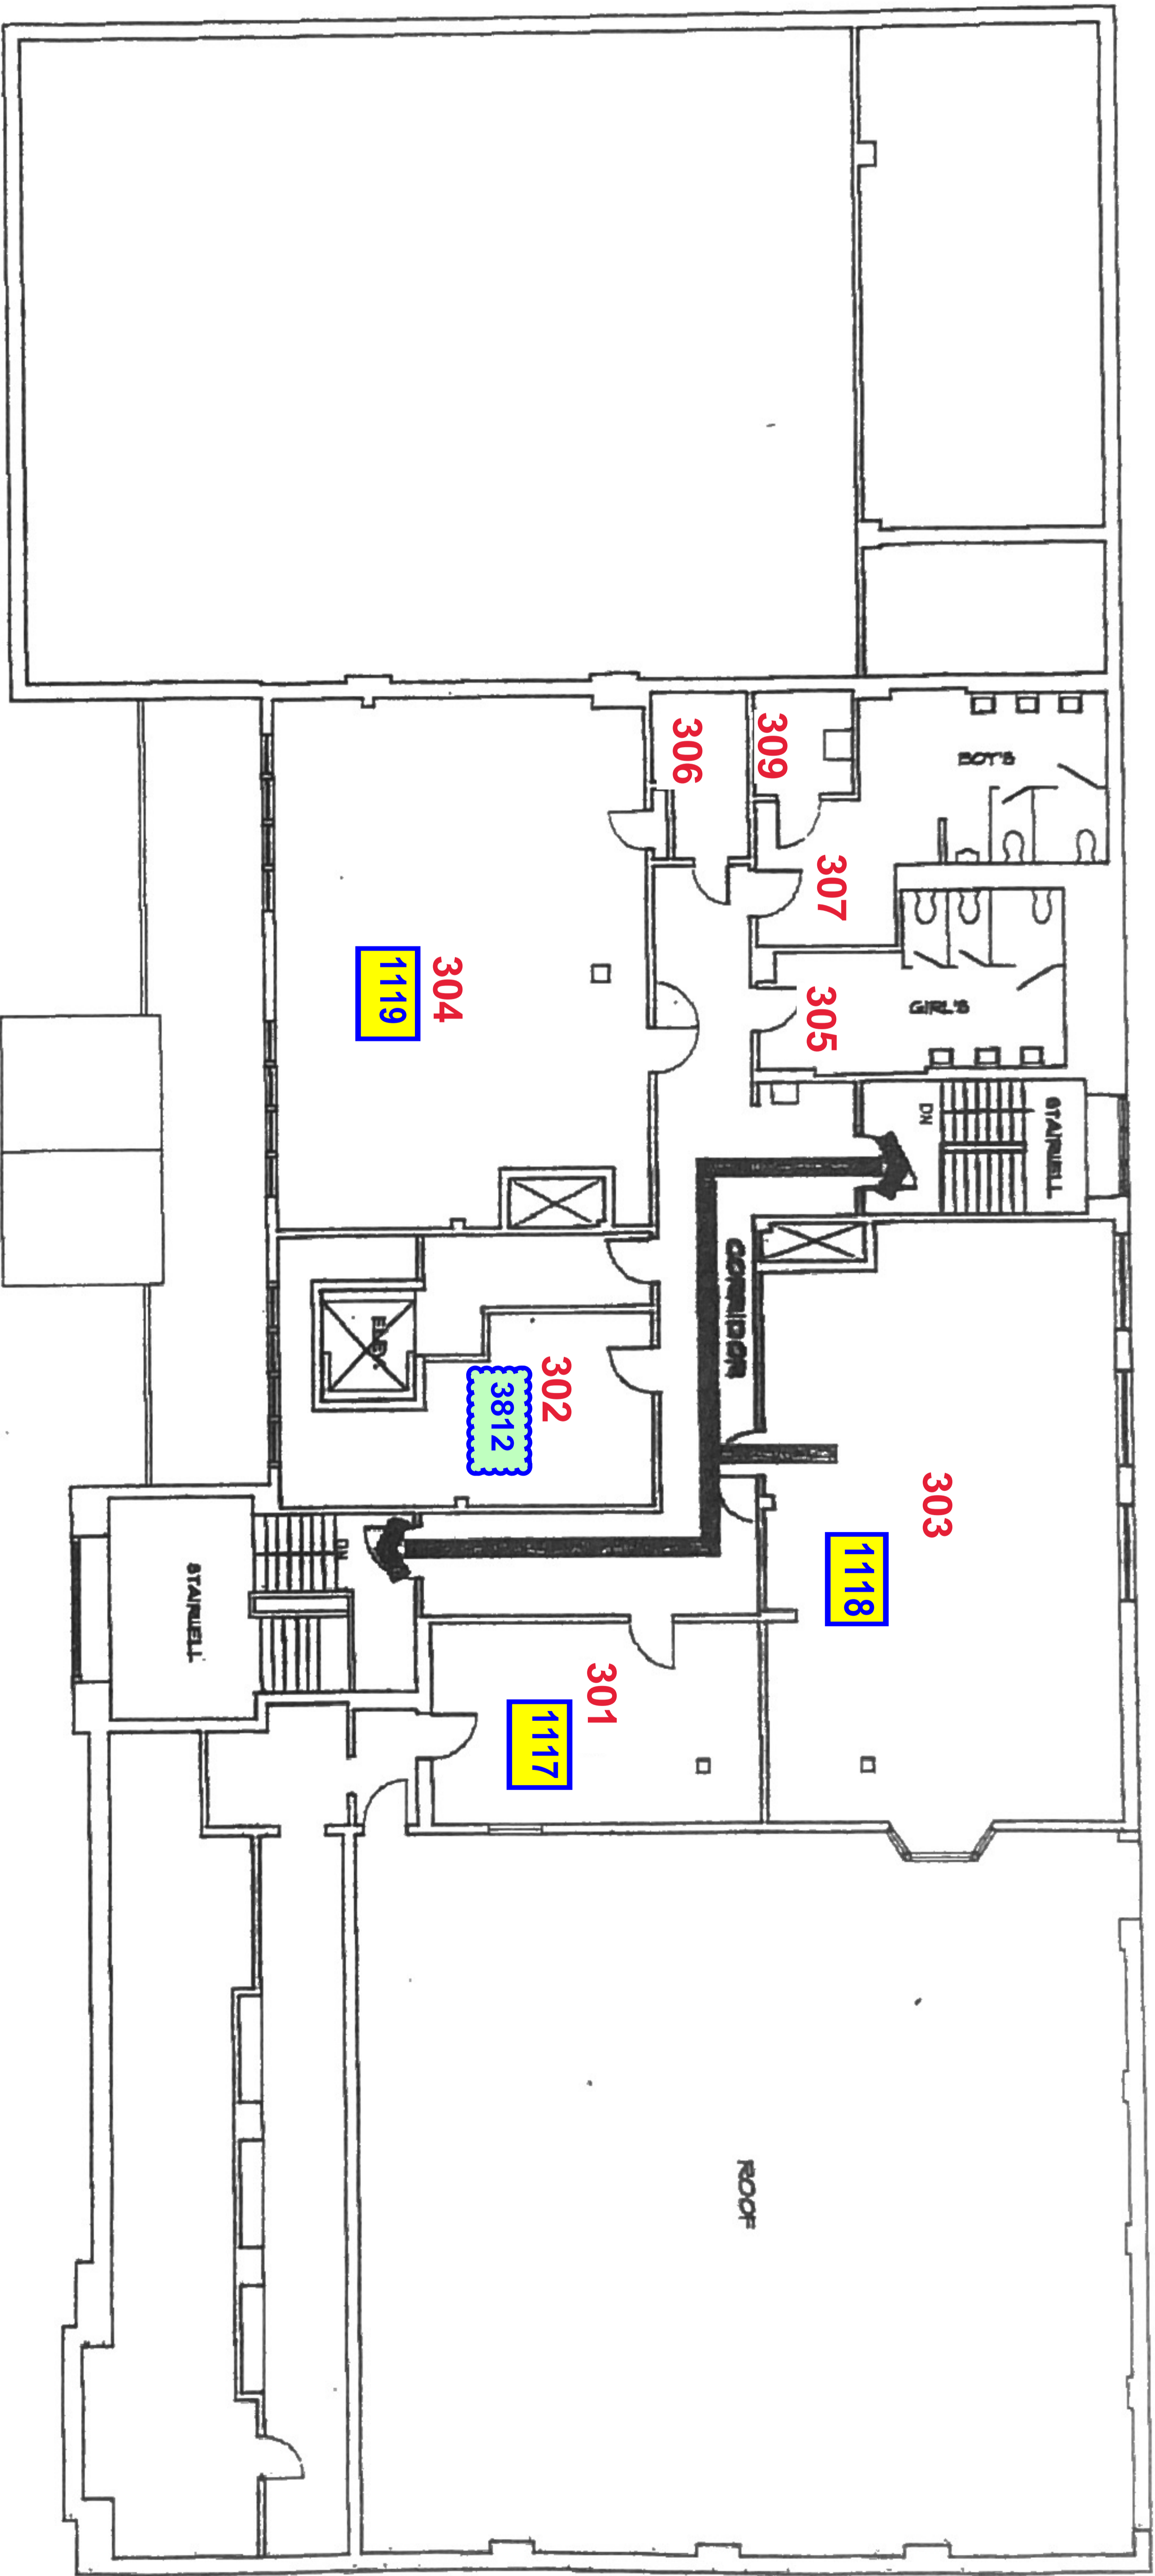 BOY'S
309
306
307
GIRL'S
305
STAIRWELL
DN
304
1119
CORRIDOR
ELEV.
302
3812
303
1118
DN
STAIRWELL
301
1117
ROOF